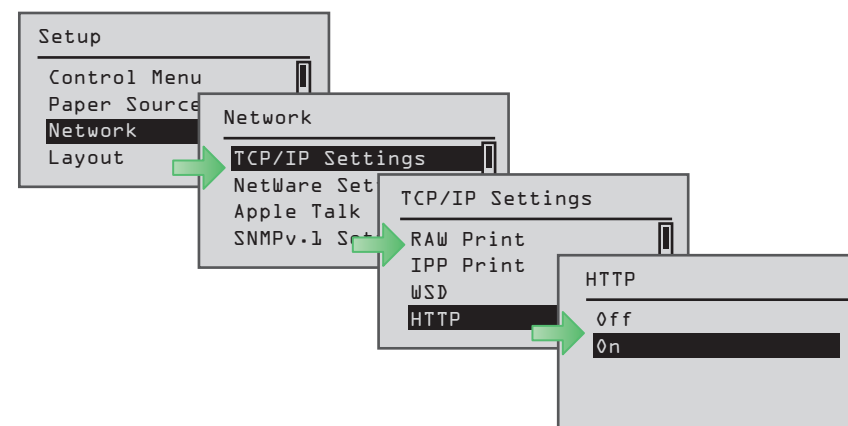 Setup
Control Menu
Paper Source
Network
Layout
Network
TCP/IP Settings
NetWare Set
Apple Talk
SNMPv.1 Set
TCP/IP Settings
RAW Print
IPP Print
WSD
HTTP
HTTP
Off
On